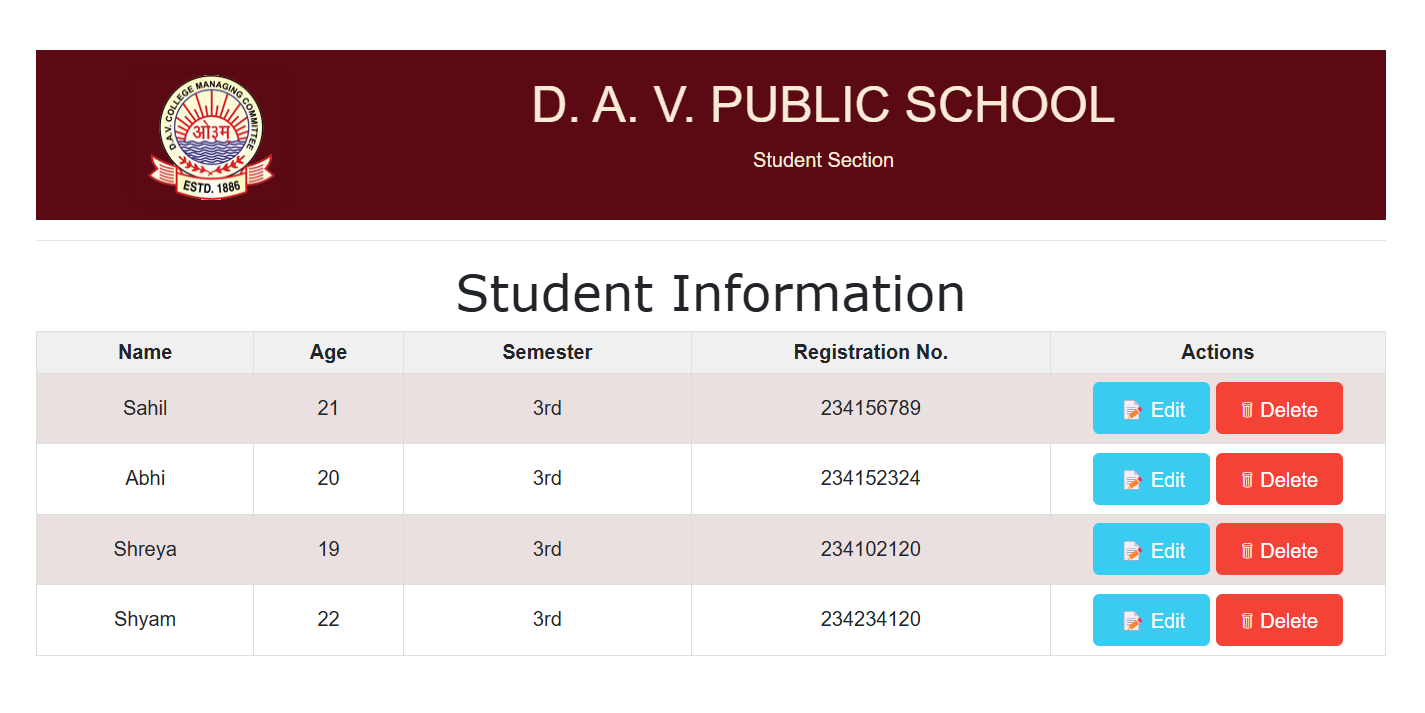 D.A.V. COLLEGE MANAGING COMMITTEE
ओ३म्
ESTD. 1886
D. A. V. PUBLIC SCHOOL
Student Section
Student Information
Name Age Semester Registration No. Actions
Sahil 21 3rd 234156789 📝 Edit 🗑 Delete
Abhi 20 3rd 234152324 📝 Edit 🗑 Delete
Shreya 19 3rd 234102120 📝 Edit 🗑 Delete
Shyam 22 3rd 234234120 📝 Edit 🗑 Delete